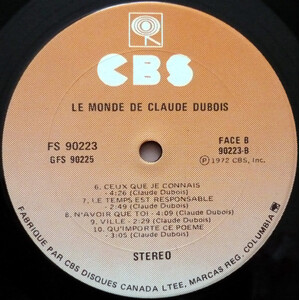 CBS
LE MONDE DE CLAUDE DUBOIS
FS 90223
GFS 90225
FACE B
90223-B
Ⓟ 1972 CBS, Inc.
6. CEUX QUE JE CONNAIS
- 4:26 (Claude Dubois)
7. LE TEMPS EST RESPONSABLE
- 2:49 (Claude Dubois)
8. N'AVOIR QUE TOI - 4:09 (Claude Dubois)
9. VILLE - 2:29 (Claude Dubois)
10. QU'IMPORTE CE POEME
- 3:05 (Claude Dubois)
STEREO
FABRIQUE PAR CBS DISQUES CANADA LTEE, MARCAS REG. COLUMBIA